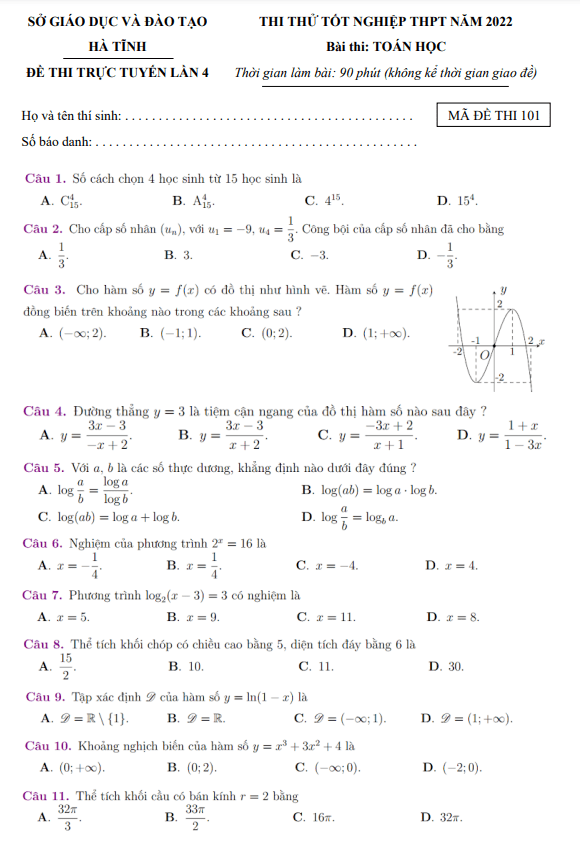 SỞ GIÁO DỤC VÀ ĐÀO TẠO
HÀ TĨNH
ĐỀ THI TRỰC TUYẾN LẦN 4
THI THỬ TỐT NGHIỆP THPT NĂM 2022
Bài thi: TOÁN HỌC
Thời gian làm bài: 90 phút (không kể thời gian giao đề)
Họ và tên thí sinh: . . . . . . . . . . . . . . . . . . . . . . . . . . . . . . . . . . . . . . . . . . . . . . . .
MÃ ĐỀ THI 101
Số báo danh: . . . . . . . . . . . . . . . . . . . . . . . . . . . . . . . . . . . . . . . . . . . . . . . . . . . . .
Câu 1. Số cách chọn 4 học sinh từ 15 học sinh là
A. $C_{15}^4$. B. $A_{15}^4$. C. $4^{15}$. D. $15^4$.
Câu 2. Cho cấp số nhân $(u_n)$, với $u_1 = -9$, $u_4 = \frac{1}{3}$. Công bội của cấp số nhân đã cho bằng
A. $\frac{1}{3}$. B. 3. C. −3. D. $-\frac{1}{3}$.
Câu 3. Cho hàm số $y = f(x)$ có đồ thị như hình vẽ. Hàm số $y = f(x)$
đồng biến trên khoảng nào trong các khoảng sau ?
A. (−∞; 2). B. (−1; 1). C. (0; 2). D. (1; +∞).
y
2
-1
2 x
-2
O
1
-2
Câu 4. Đường thẳng $y = 3$ là tiệm cận ngang của đồ thị hàm số nào sau đây ?
A. $y = \frac{3x-3}{-x+2}$. B. $y = \frac{3x-3}{x+2}$. C. $y = \frac{-3x+2}{x+1}$. D. $y = \frac{1+x}{1-3x}$.
Câu 5. Với $a$, $b$ là các số thực dương, khẳng định nào dưới đây đúng ?
A. $\log \frac{a}{b} = \frac{\log a}{\log b}$. B. $\log(ab) = \log a \cdot \log b$.
C. $\log(ab) = \log a + \log b$. D. $\log \frac{a}{b} = \log_b a$.
Câu 6. Nghiệm của phương trình $2^x = 16$ là
A. $x = -\frac{1}{4}$. B. $x = \frac{1}{4}$. C. $x = -4$. D. $x = 4$.
Câu 7. Phương trình $\log_2(x-3) = 3$ có nghiệm là
A. $x = 5$. B. $x = 9$. C. $x = 11$. D. $x = 8$.
Câu 8. Thể tích khối chóp có chiều cao bằng 5, diện tích đáy bằng 6 là
A. $\frac{15}{2}$. B. 10. C. 11. D. 30.
Câu 9. Tập xác định $\mathscr{D}$ của hàm số $y = \ln(1-x)$ là
A. $\mathscr{D} = \mathbb{R} \setminus \{1\}$. B. $\mathscr{D} = \mathbb{R}$. C. $\mathscr{D} = (-\infty; 1)$. D. $\mathscr{D} = (1; +\infty)$.
Câu 10. Khoảng nghịch biến của hàm số $y = x^3 + 3x^2 + 4$ là
A. (0; +∞). B. (0; 2). C. (−∞; 0). D. (−2; 0).
Câu 11. Thể tích khối cầu có bán kính $r = 2$ bằng
A. $\frac{32\pi}{3}$. B. $\frac{33\pi}{2}$. C. $16\pi$. D. $32\pi$.